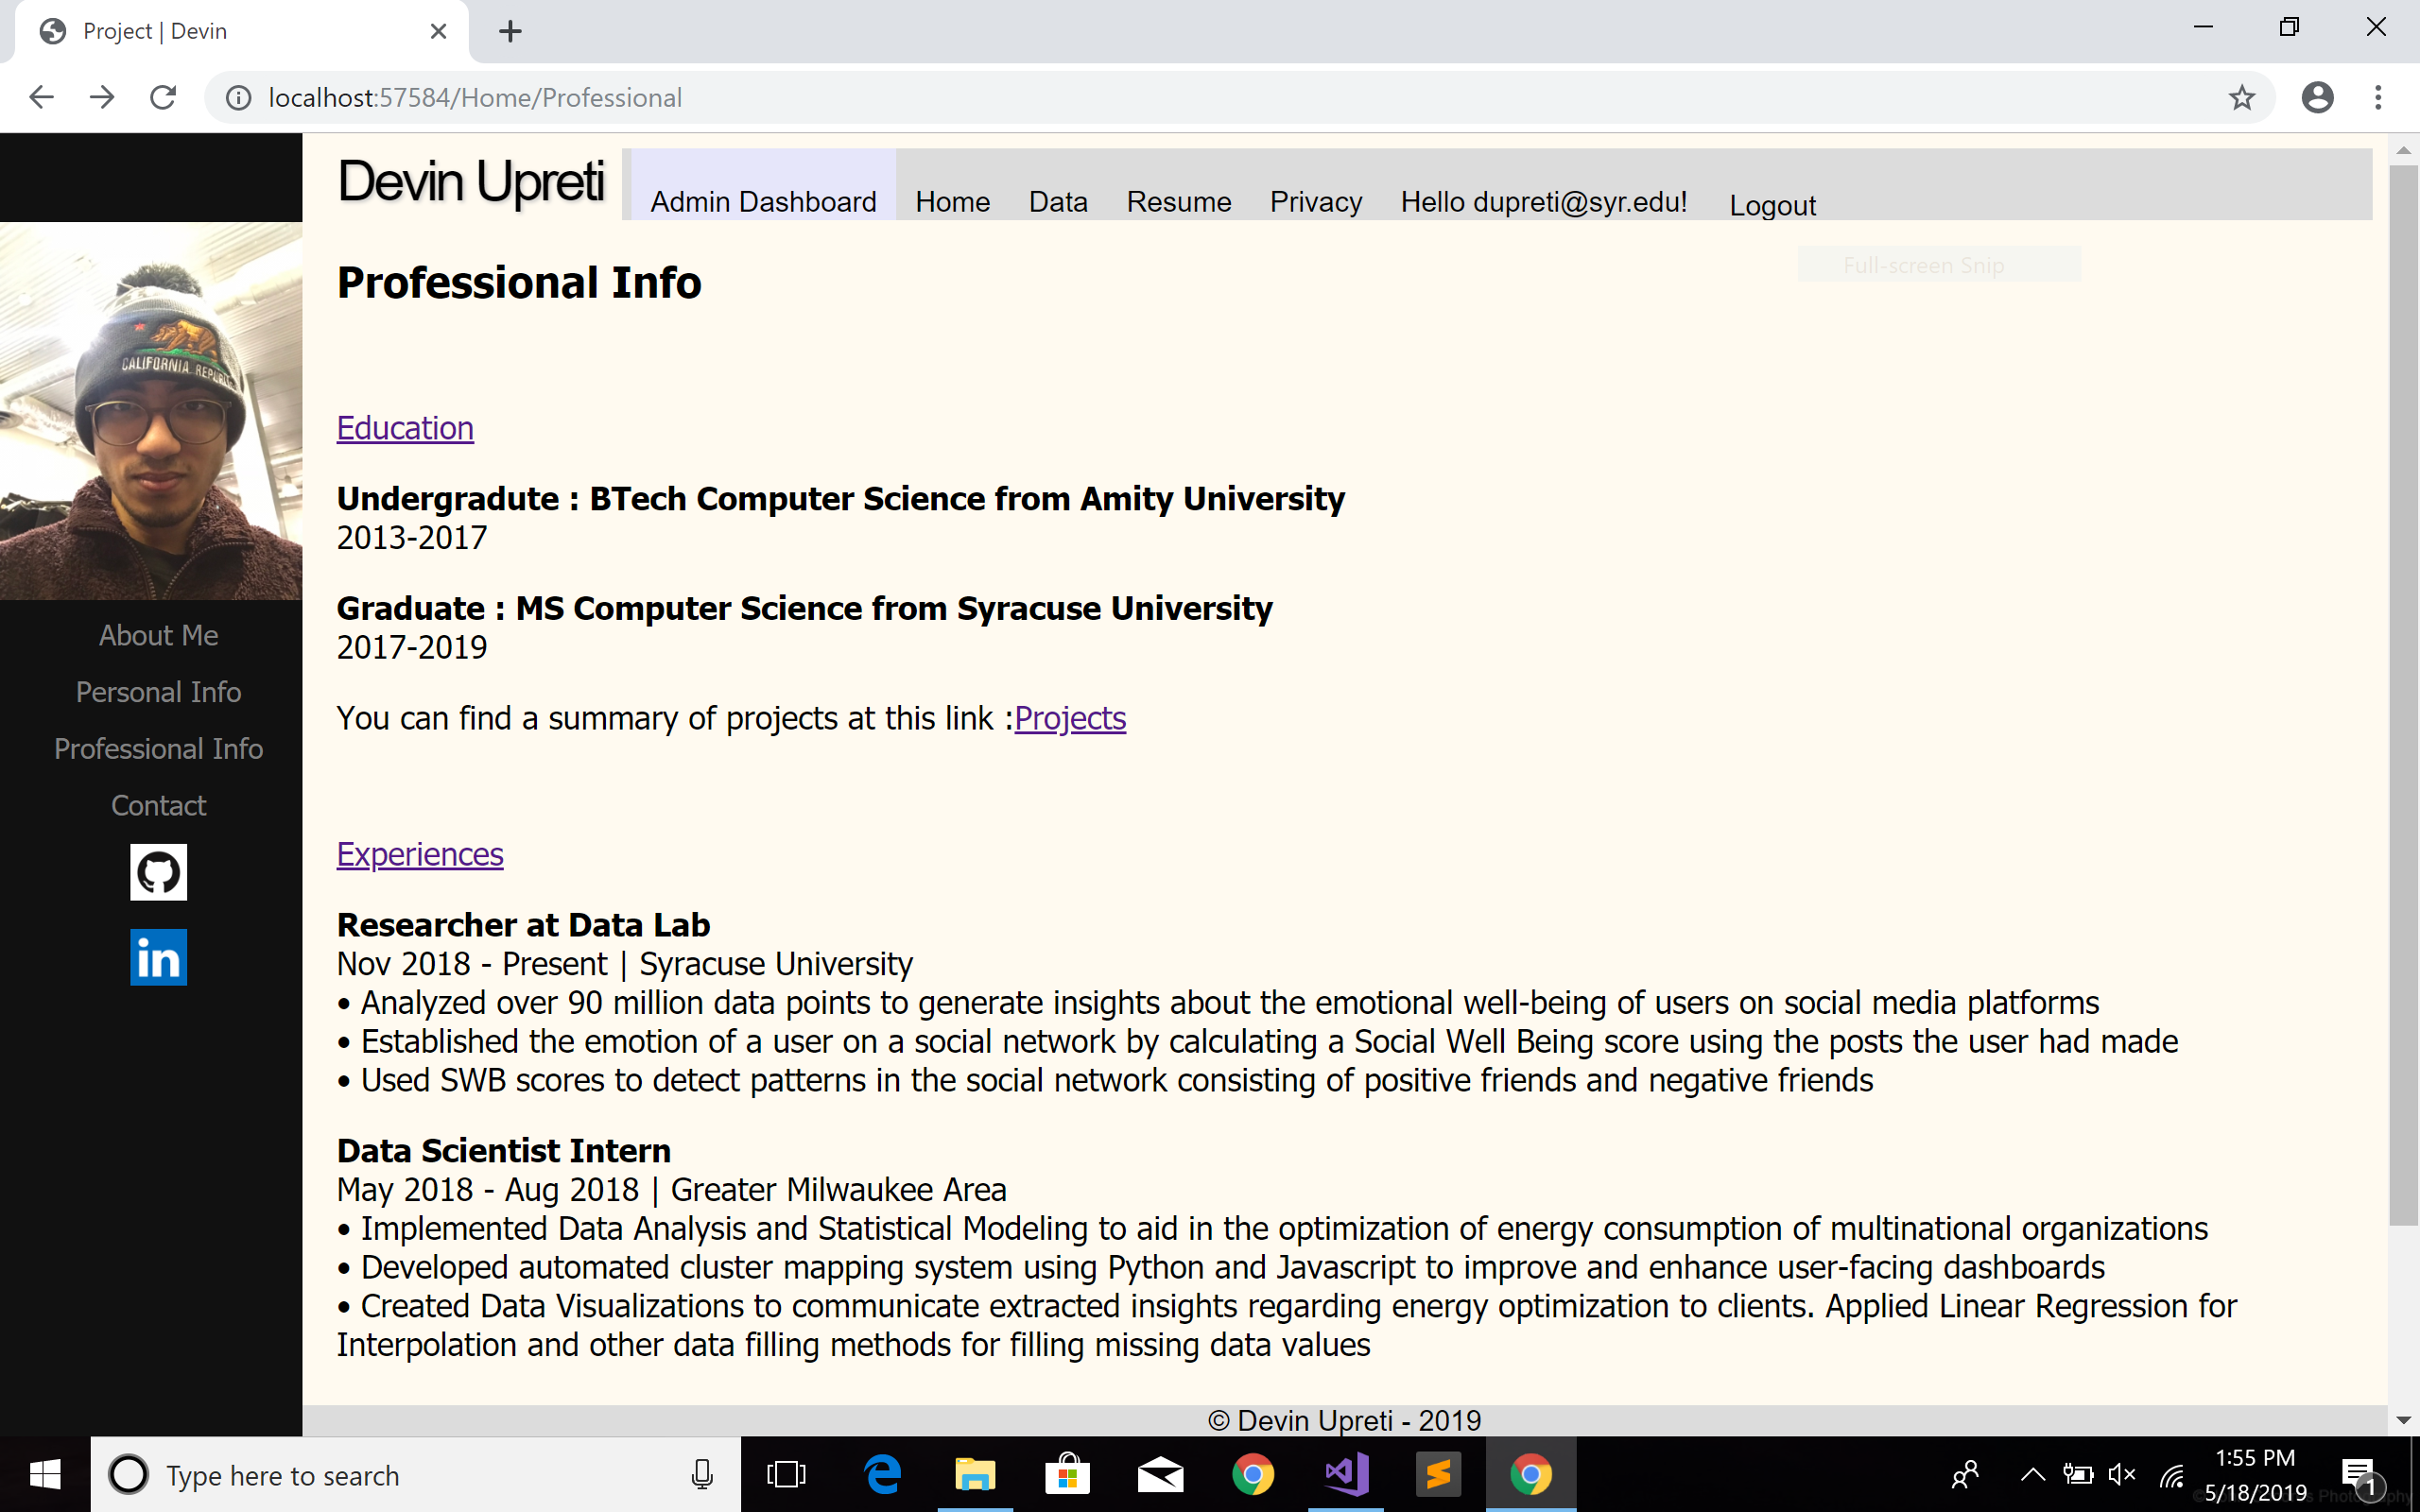 Project | Devin
localhost:57584/Home/Professional
Devin Upreti
Admin Dashboard Home Data Resume Privacy Hello dupreti@syr.edu! Logout
Full-screen Snip
Professional Info
CALIFORNIA
Education
Undergradute : BTech Computer Science from Amity University
2013-2017
Graduate : MS Computer Science from Syracuse University
2017-2019
You can find a summary of projects at this link :Projects
About Me
Personal Info
Professional Info
Contact
in
Experiences
Researcher at Data Lab
Nov 2018 - Present | Syracuse University
• Analyzed over 90 million data points to generate insights about the emotional well-being of users on social media platforms
• Established the emotion of a user on a social network by calculating a Social Well Being score using the posts the user had made
• Used SWB scores to detect patterns in the social network consisting of positive friends and negative friends
Data Scientist Intern
May 2018 - Aug 2018 | Greater Milwaukee Area
• Implemented Data Analysis and Statistical Modeling to aid in the optimization of energy consumption of multinational organizations
• Developed automated cluster mapping system using Python and Javascript to improve and enhance user-facing dashboards
• Created Data Visualizations to communicate extracted insights regarding energy optimization to clients. Applied Linear Regression for
Interpolation and other data filling methods for filling missing data values
© Devin Upreti - 2019
Type here to search
1:55 PM
5/18/2019
1